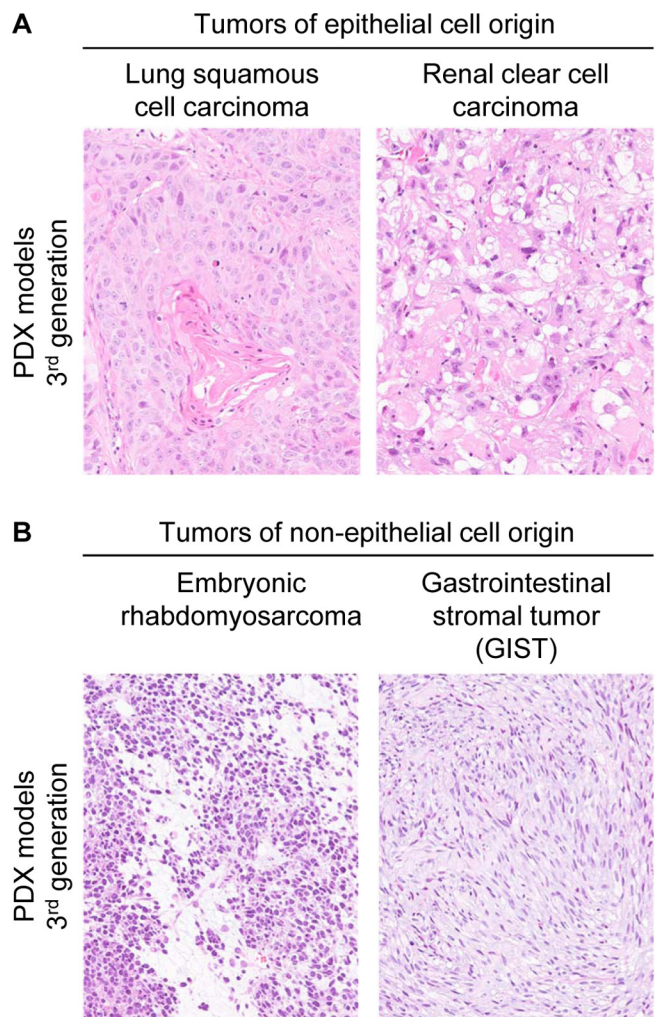 A
Tumors of epithelial cell origin
Lung squamous
cell carcinoma
Renal clear cell
carcinoma
PDX models
3rd generation
B
Tumors of non-epithelial cell origin
Embryonic
rhabdomyosarcoma
Gastrointestinal
stromal tumor
(GIST)
PDX models
3rd generation